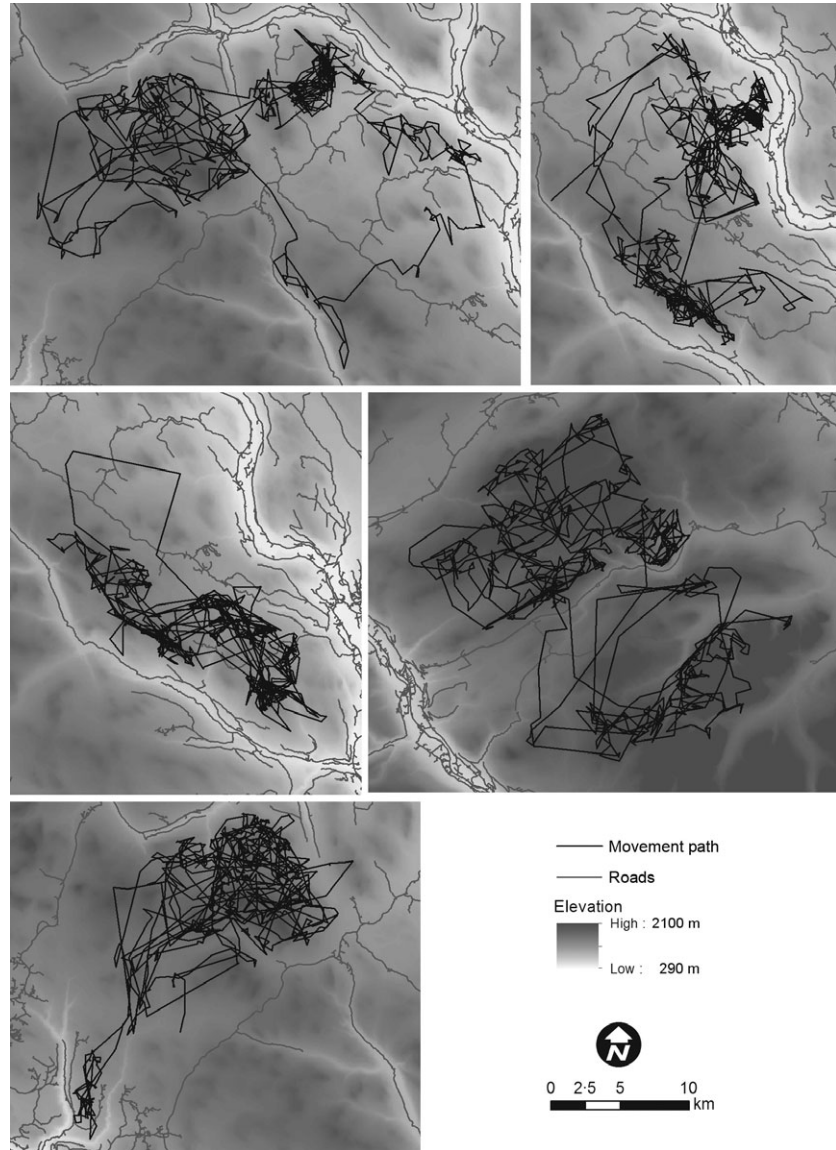 Movement path
Roads
Elevation
High : 2100 m
Low : 290 m
N
0 2·5 5 10
km